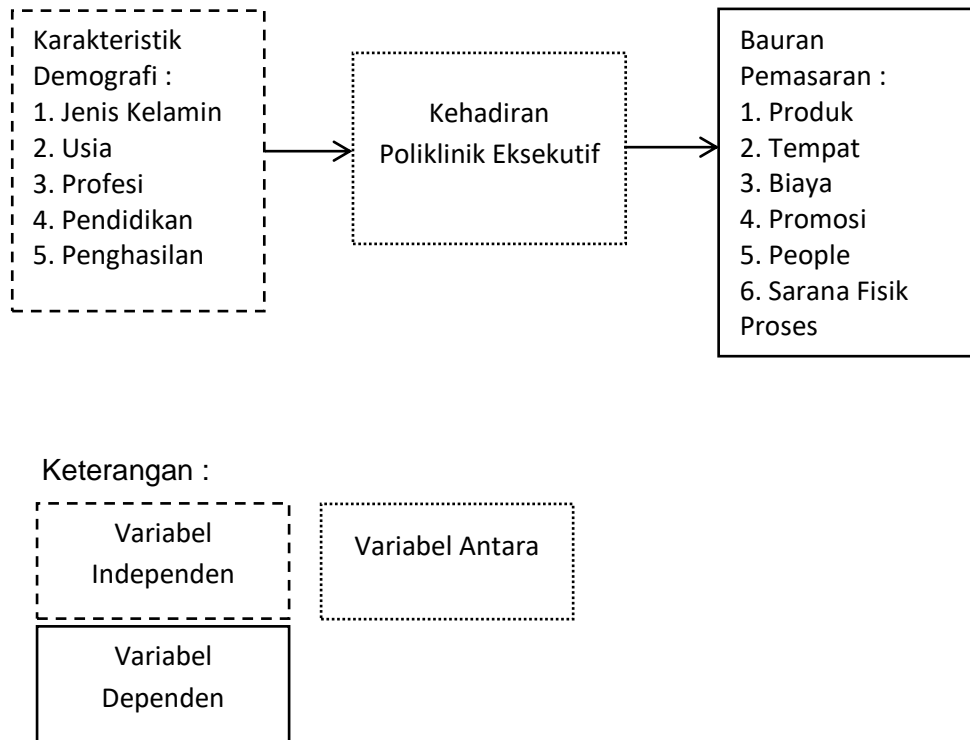 Karakteristik
Demografi :
1. Jenis Kelamin
2. Usia
3. Profesi
4. Pendidikan
5. Penghasilan
Kehadiran
Poliklinik Eksekutif
Bauran
Pemasaran :
1. Produk
2. Tempat
3. Biaya
4. Promosi
5. People
6. Sarana Fisik
Proses
Keterangan :
Variabel
Independen
Variabel Antara
Variabel
Dependen